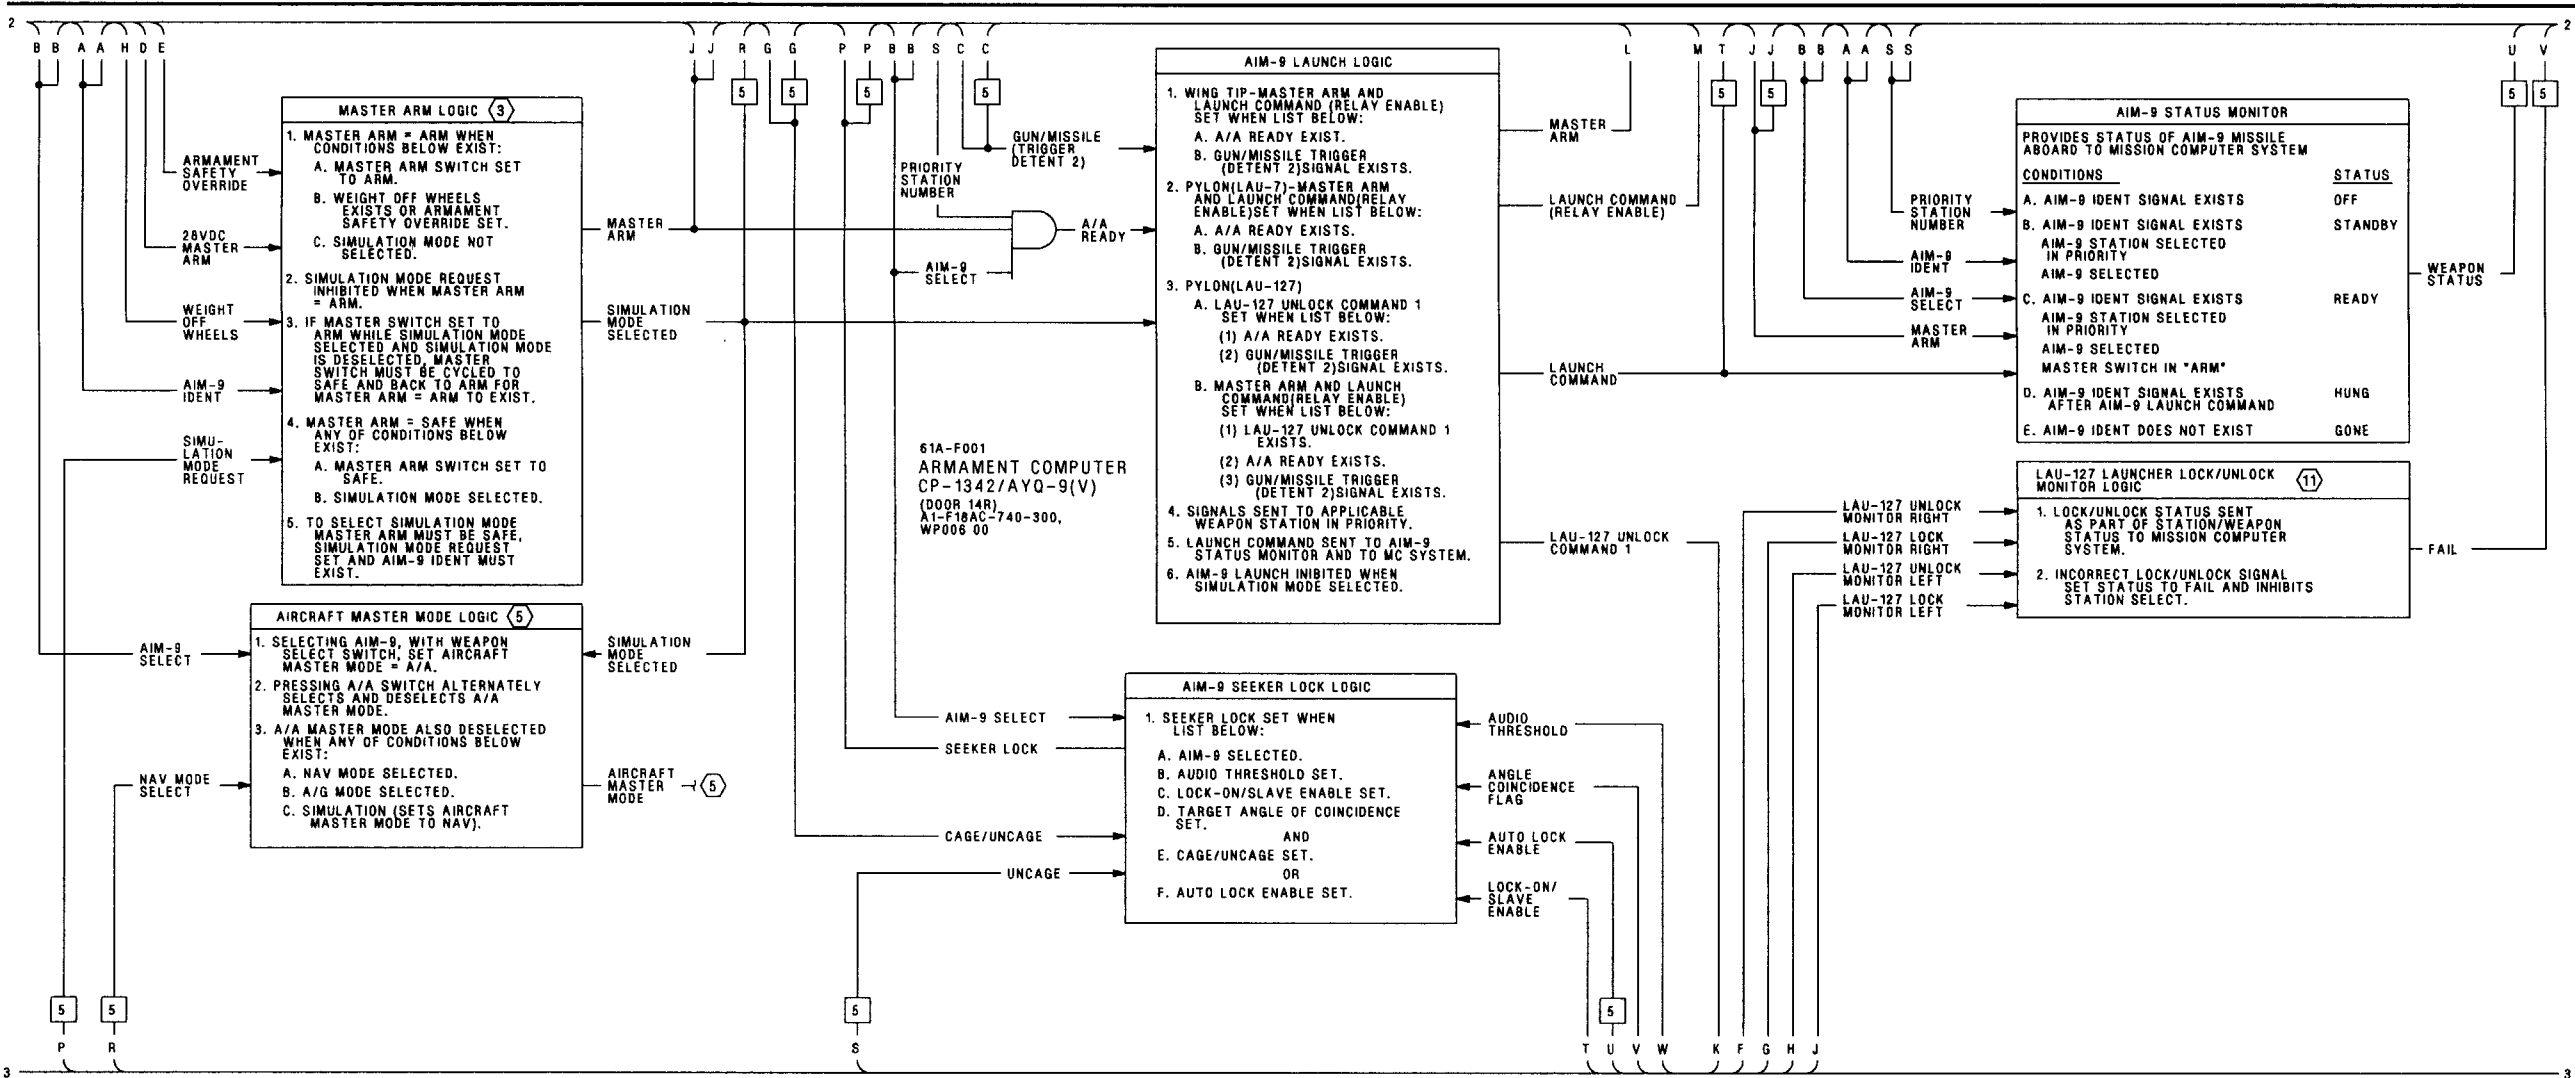 2
B B A A H D E
J J R G G P P B B S C C
L M T J J B B A A S S
U V
2
5 5 5 5 5 5 5 5
MASTER ARM LOGIC 3
1. MASTER ARM = ARM WHEN
CONDITIONS BELOW EXIST:
A. MASTER ARM SWITCH SET
TO ARM.
B. WEIGHT OFF WHEELS
EXISTS OR ARMAMENT
SAFETY OVERRIDE SET.
C. SIMULATION MODE NOT
SELECTED.
2. SIMULATION MODE REQUEST
INHIBITED WHEN MASTER ARM
= ARM.
3. IF MASTER SWITCH SET TO
ARM WHILE SIMULATION MODE
SELECTED AND SIMULATION MODE
IS DESELECTED, MASTER
SWITCH MUST BE CYCLED TO
SAFE AND BACK TO ARM FOR
MASTER ARM = ARM TO EXIST.
4. MASTER ARM = SAFE WHEN
ANY OF CONDITIONS BELOW
EXIST:
A. MASTER ARM SWITCH SET TO
SAFE.
B. SIMULATION MODE SELECTED.
5. TO SELECT SIMULATION MODE
MASTER ARM MUST BE SAFE,
SIMULATION MODE REQUEST
SET AND AIM-9 IDENT MUST
EXIST.
ARMAMENT
SAFETY
OVERRIDE
28VDC
MASTER
ARM
WEIGHT
OFF
WHEELS
AIM-9
IDENT
SIMU-
LATION
MODE
REQUEST
MASTER
ARM
SIMULATION
MODE
SELECTED
AIRCRAFT MASTER MODE LOGIC 5
1. SELECTING AIM-9, WITH WEAPON
SELECT SWITCH, SET AIRCRAFT
MASTER MODE = A/A.
2. PRESSING A/A SWITCH ALTERNATELY
SELECTS AND DESELECTS A/A
MASTER MODE.
3. A/A MASTER MODE ALSO DESELECTED
WHEN ANY OF CONDITIONS BELOW
EXIST:
A. NAV MODE SELECTED.
B. A/G MODE SELECTED.
C. SIMULATION (SETS AIRCRAFT
MASTER MODE TO NAV).
AIM-9
SELECT
NAV MODE
SELECT
SIMULATION
MODE
SELECTED
AIRCRAFT
MASTER
MODE
5
PRIORITY
STATION
NUMBER
GUN/MISSILE
(TRIGGER
DETENT 2)
A/A
READY
AIM-9
SELECT
61A-F001
ARMAMENT COMPUTER
CP-1342/AYQ-9(V)
(DOOR 14R)
A1-F18AC-740-300,
WP006 00
AIM-9 LAUNCH LOGIC
1. WING TIP-MASTER ARM AND
LAUNCH COMMAND (RELAY ENABLE)
SET WHEN LIST BELOW:
A. A/A READY EXIST.
B. GUN/MISSILE TRIGGER
(DETENT 2)SIGNAL EXISTS.
2. PYLON(LAU-7)-MASTER ARM
AND LAUNCH COMMAND(RELAY
ENABLE)SET WHEN LIST BELOW:
A. A/A READY EXISTS.
B. GUN/MISSILE TRIGGER
(DETENT 2)SIGNAL EXISTS.
3. PYLON(LAU-127)
A. LAU-127 UNLOCK COMMAND 1
SET WHEN LIST BELOW:
(1) A/A READY EXISTS.
(2) GUN/MISSILE TRIGGER
(DETENT 2)SIGNAL EXISTS.
B. MASTER ARM AND LAUNCH
COMMAND(RELAY ENABLE)
SET WHEN LIST BELOW:
(1) LAU-127 UNLOCK COMMAND 1
EXISTS.
(2) A/A READY EXISTS.
(3) GUN/MISSILE TRIGGER
(DETENT 2)SIGNAL EXISTS.
4. SIGNALS SENT TO APPLICABLE
WEAPON STATION IN PRIORITY.
5. LAUNCH COMMAND SENT TO AIM-9
STATUS MONITOR AND TO MC SYSTEM.
6. AIM-9 LAUNCH INIBITED WHEN
SIMULATION MODE SELECTED.
MASTER
ARM
LAUNCH COMMAND
(RELAY ENABLE)
LAUNCH
COMMAND
LAU-127 UNLOCK
COMMAND 1
AIM-9 SEEKER LOCK LOGIC
1. SEEKER LOCK SET WHEN
LIST BELOW:
A. AIM-9 SELECTED.
B. AUDIO THRESHOLD SET.
C. LOCK-ON/SLAVE ENABLE SET.
D. TARGET ANGLE OF COINCIDENCE
SET.
AND
E. CAGE/UNCAGE SET.
OR
F. AUTO LOCK ENABLE SET.
AIM-9 SELECT
SEEKER LOCK
CAGE/UNCAGE
UNCAGE
AUDIO
THRESHOLD
ANGLE
COINCIDENCE
FLAG
AUTO LOCK
ENABLE
LOCK-ON/
SLAVE
ENABLE
AIM-9 STATUS MONITOR
PROVIDES STATUS OF AIM-9 MISSILE
ABOARD TO MISSION COMPUTER SYSTEM
CONDITIONS STATUS
A. AIM-9 IDENT SIGNAL EXISTS OFF
B. AIM-9 IDENT SIGNAL EXISTS STANDBY
AIM-9 STATION SELECTED
IN PRIORITY
AIM-9 SELECTED
C. AIM-9 IDENT SIGNAL EXISTS READY
AIM-9 STATION SELECTED
IN PRIORITY
AIM-9 SELECTED
MASTER SWITCH IN "ARM"
D. AIM-9 IDENT SIGNAL EXISTS HUNG
AFTER AIM-9 LAUNCH COMMAND
E. AIM-9 IDENT DOES NOT EXIST GONE
PRIORITY
STATION
NUMBER
AIM-9
IDENT
AIM-9
SELECT
MASTER
ARM
WEAPON
STATUS
LAU-127 LAUNCHER LOCK/UNLOCK
MONITOR LOGIC 11
1. LOCK/UNLOCK STATUS SENT
AS PART OF STATION/WEAPON
STATUS TO MISSION COMPUTER
SYSTEM.
2. INCORRECT LOCK/UNLOCK SIGNAL
SET STATUS TO FAIL AND INHIBITS
STATION SELECT.
LAU-127 UNLOCK
MONITOR RIGHT
LAU-127 LOCK
MONITOR RIGHT
LAU-127 UNLOCK
MONITOR LEFT
LAU-127 LOCK
MONITOR LEFT
FAIL
5 5 5 5
P R S T U V W K F G H J
3
3